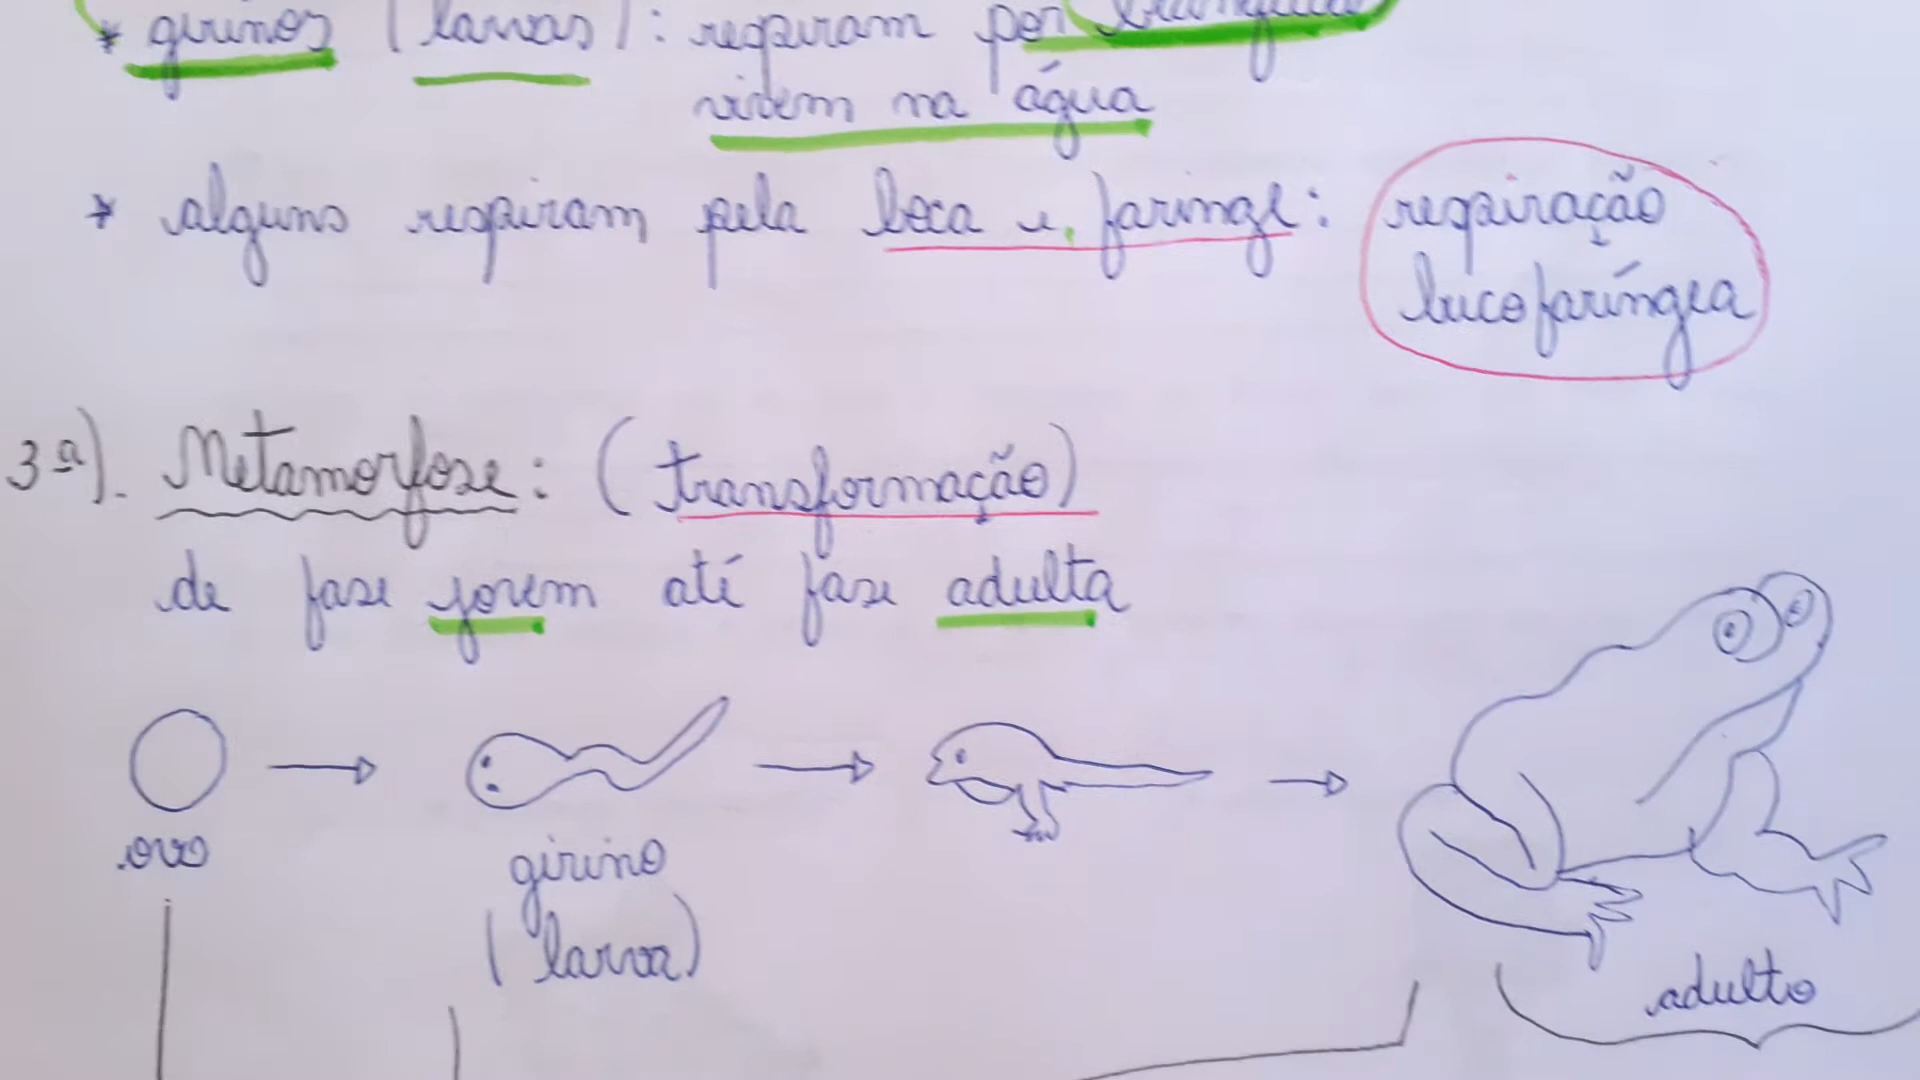 * girinos (larvas): respiram por brânquias
vivem na água
* alguns respiram pela boca e faringe: respiração
bucofaríngea
3ª). Metamorfose: (transformação)
de fase jovem até fase adulta
ovo
girino
(larva)
adulto